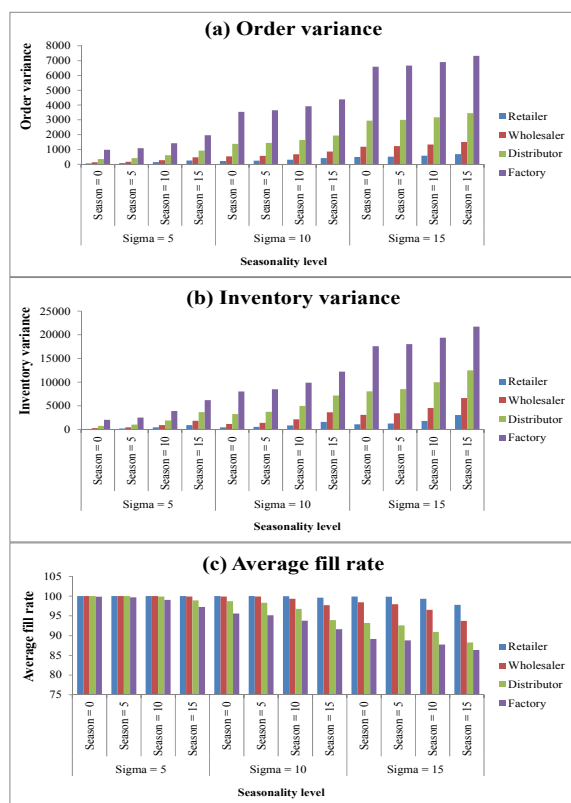 (a) Order variance
8000
7000
6000
5000
4000
3000
2000
1000
0
Order variance
Season = 0
Season = 5
Season = 10
Season = 15
Season = 0
Season = 5
Season = 10
Season = 15
Season = 0
Season = 5
Season = 10
Season = 15
Sigma = 5 Sigma = 10 Sigma = 15
Seasonality level
Retailer
Wholesaler
Distributor
Factory
(b) Inventory variance
25000
20000
15000
10000
5000
0
Inventory variance
Season = 0
Season = 5
Season = 10
Season = 15
Season = 0
Season = 5
Season = 10
Season = 15
Season = 0
Season = 5
Season = 10
Season = 15
Sigma = 5 Sigma = 10 Sigma = 15
Seasonality level
Retailer
Wholesaler
Distributor
Factory
(c) Average fill rate
105
100
95
90
85
80
75
Average fill rate
Season = 0
Season = 5
Season = 10
Season = 15
Season = 0
Season = 5
Season = 10
Season = 15
Season = 0
Season = 5
Season = 10
Season = 15
Sigma = 5 Sigma = 10 Sigma = 15
Seasonality level
Retailer
Wholesaler
Distributor
Factory